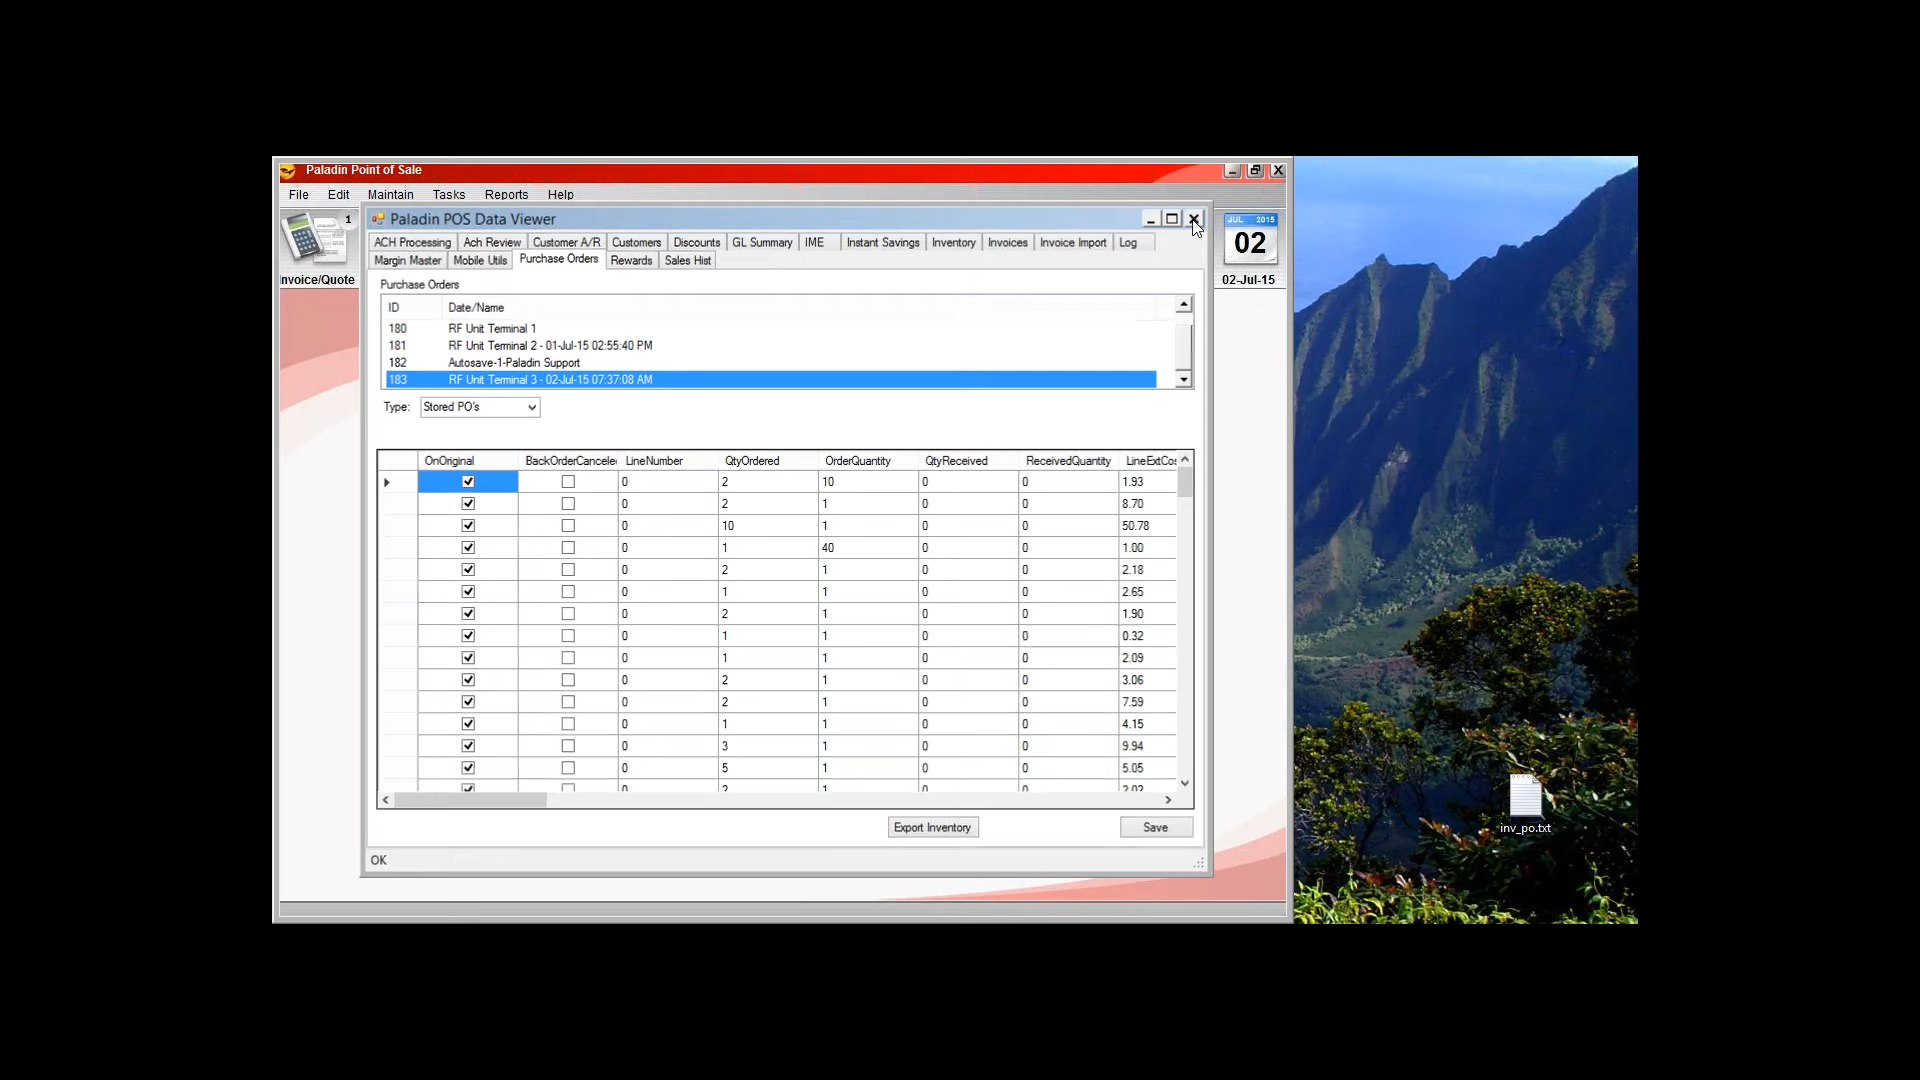 Paladin Point of Sale
File Edit Maintain Tasks Reports Help
1
nvoice/Quote
Paladin POS Data Viewer
JUL 2015
02
02-Jul-15
ACH Processing Ach Review Customer A/R Customers Discounts GL Summary IME Instant Savings Inventory Invoices Invoice Import Log
Margin Master Mobile Utils Purchase Orders Rewards Sales Hist
Purchase Orders
ID Date/Name
180 RF Unit Terminal 1
181 RF Unit Terminal 2 - 01-Jul-15 02:55:40 PM
182 Autosave-1-Paladin Support
183 RF Unit Terminal 3 - 02-Jul-15 07:37:08 AM
Type: Stored PO's
OnOriginal BackOrderCancele LineNumber QtyOrdered OrderQuantity QtyReceived ReceivedQuantity LineExtCos
0 2 10 0 0 1.93
0 2 1 0 0 8.70
0 10 1 0 0 50.78
0 1 40 0 0 1.00
0 2 1 0 0 2.18
0 1 1 0 0 2.65
0 2 1 0 0 1.90
0 1 1 0 0 0.32
0 1 1 0 0 2.09
0 2 1 0 0 3.06
0 2 1 0 0 7.59
0 1 1 0 0 4.15
0 3 1 0 0 9.94
0 5 1 0 0 5.05
0 2 1 0 0 2.02
Export Inventory Save
OK
inv_po.txt